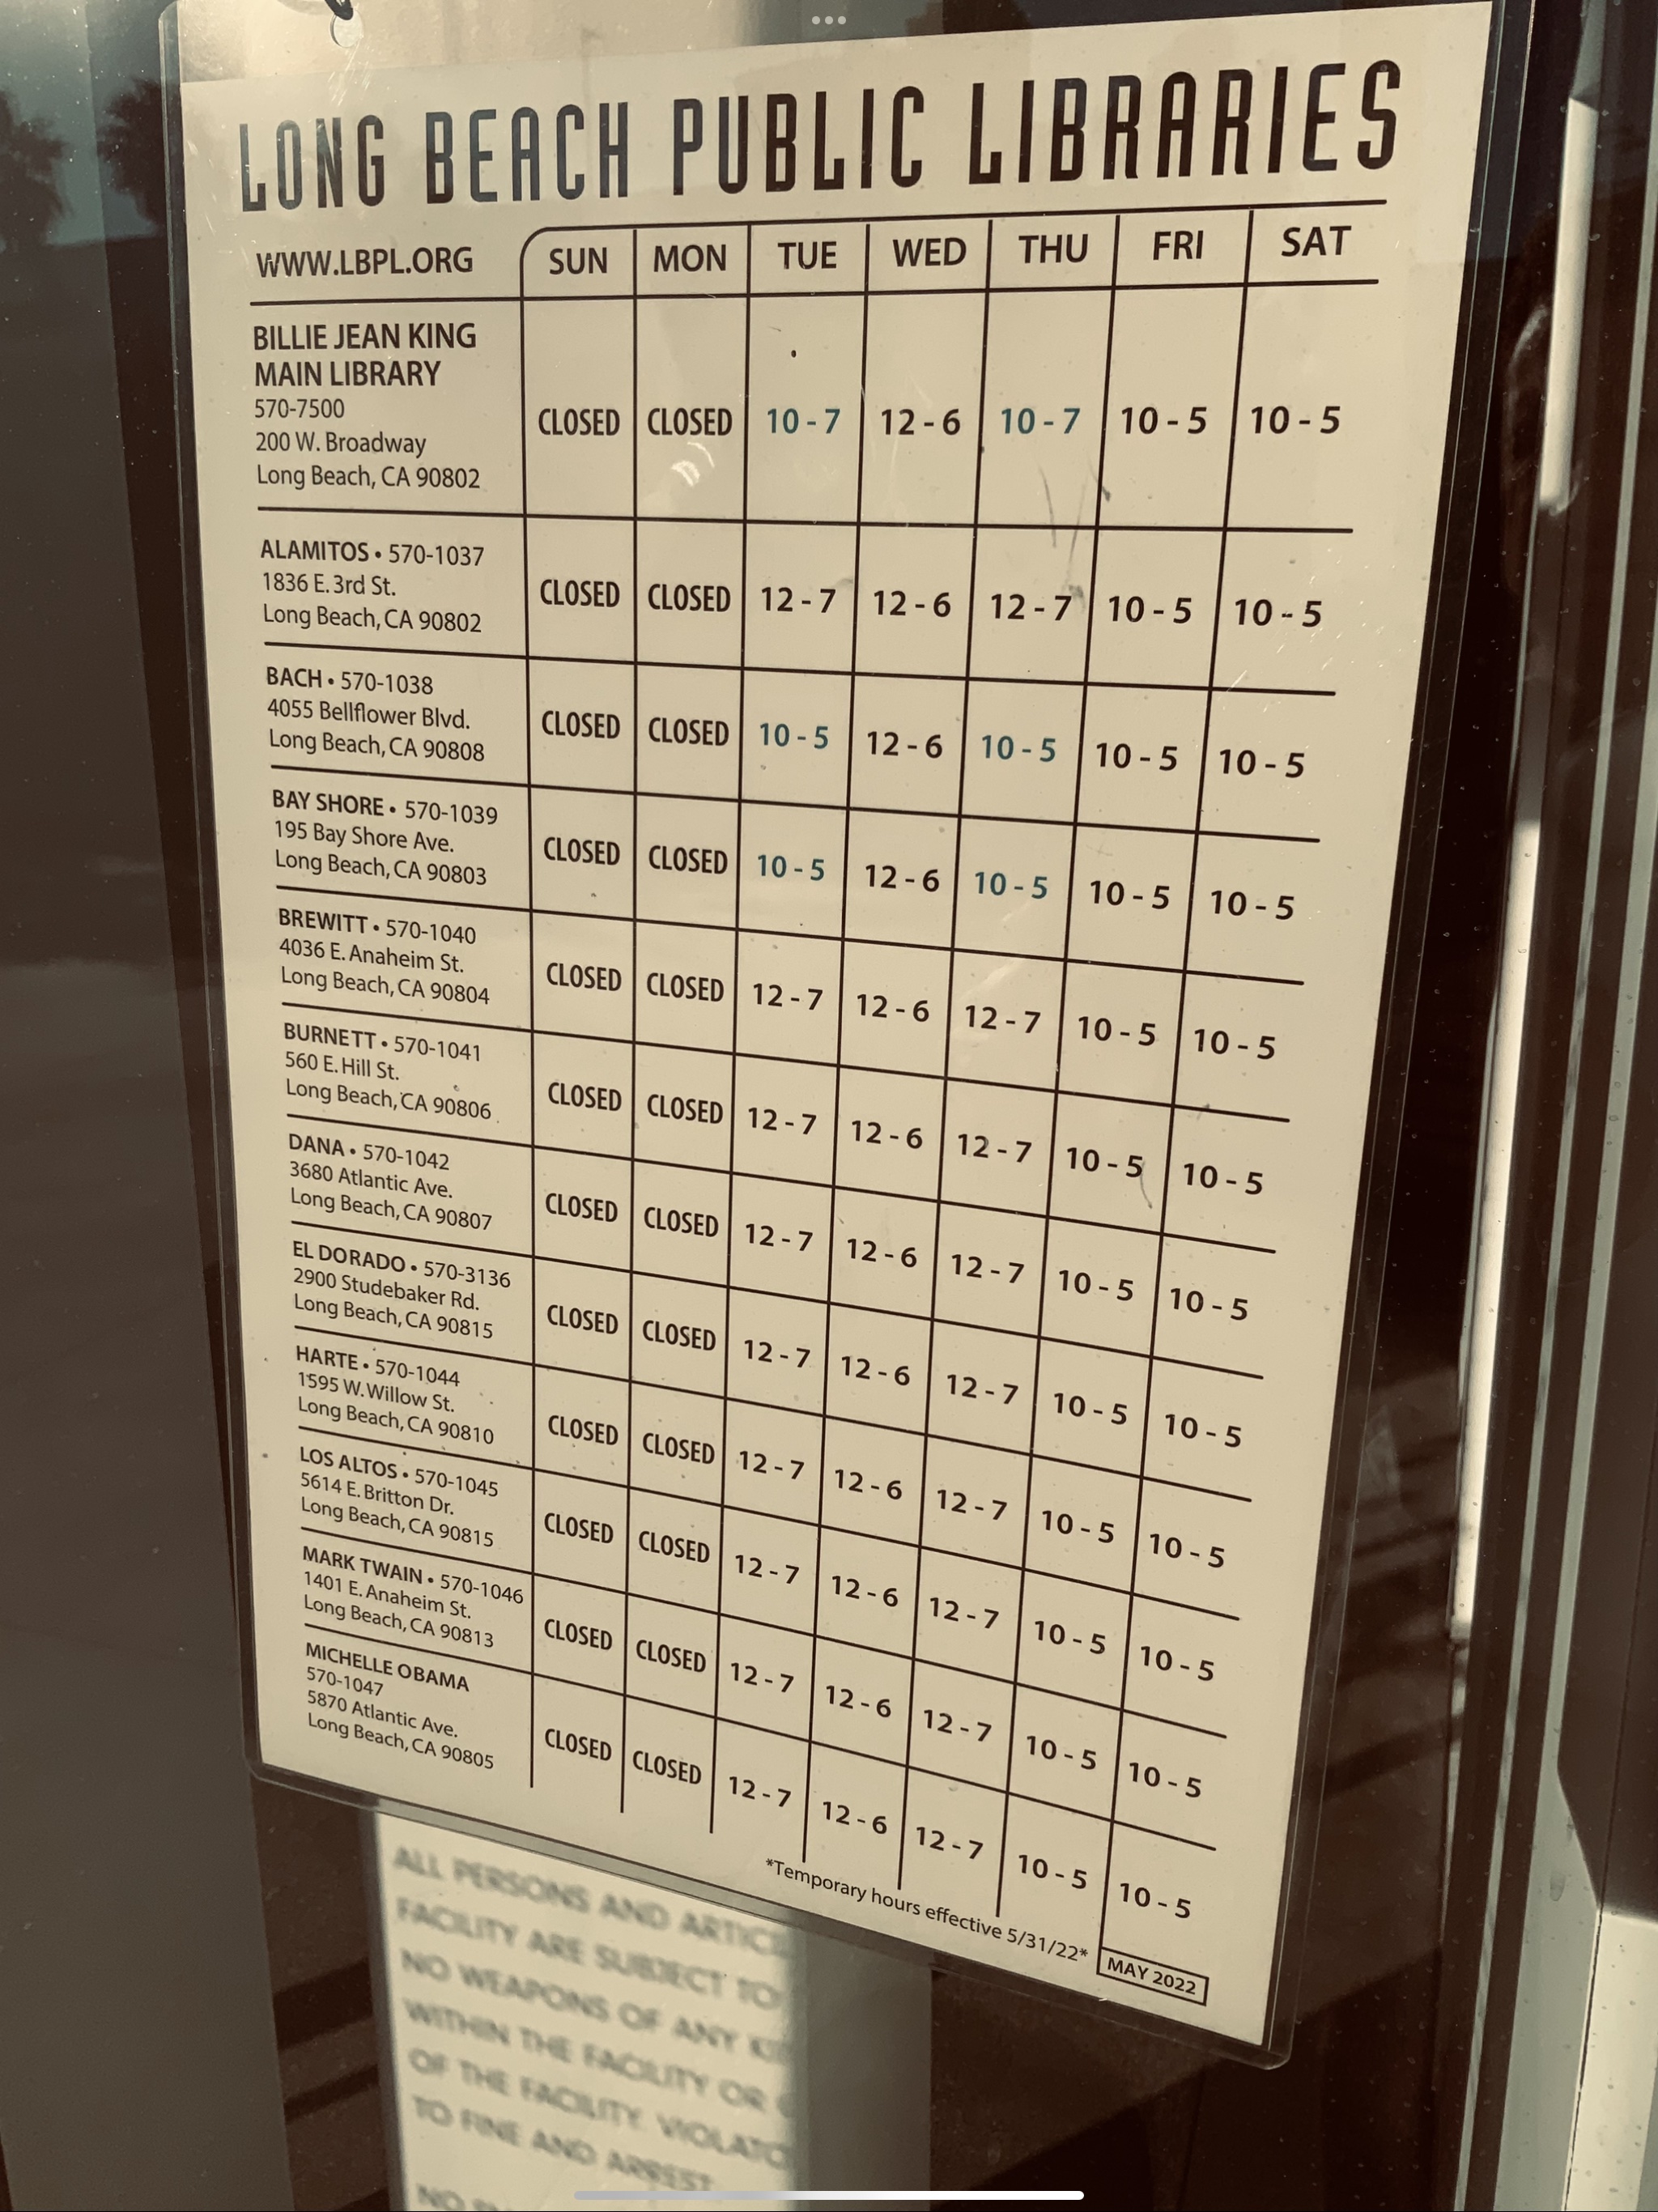 LONG BEACH PUBLIC LIBRARIES
WWW.LBPL.ORG SUN MON TUE WED THU FRI SAT
BILLIE JEAN KING
MAIN LIBRARY
570-7500
200 W. Broadway
Long Beach, CA 90802
CLOSED CLOSED 10 - 7 12 - 6 10 - 7 10 - 5 10 - 5
ALAMITOS • 570-1037
1836 E. 3rd St.
Long Beach, CA 90802
CLOSED CLOSED 12 - 7 12 - 6 12 - 7 10 - 5 10 - 5
BACH • 570-1038
4055 Bellflower Blvd.
Long Beach, CA 90808
CLOSED CLOSED 10 - 5 12 - 6 10 - 5 10 - 5 10 - 5
BAY SHORE • 570-1039
195 Bay Shore Ave.
Long Beach, CA 90803
CLOSED CLOSED 10 - 5 12 - 6 10 - 5 10 - 5 10 - 5
BREWITT • 570-1040
4036 E. Anaheim St.
Long Beach, CA 90804
CLOSED CLOSED 12 - 7 12 - 6 12 - 7 10 - 5 10 - 5
BURNETT • 570-1041
560 E. Hill St.
Long Beach, CA 90806
CLOSED CLOSED 12 - 7 12 - 6 12 - 7 10 - 5 10 - 5
DANA • 570-1042
3680 Atlantic Ave.
Long Beach, CA 90807
CLOSED CLOSED 12 - 7 12 - 6 12 - 7 10 - 5 10 - 5
EL DORADO • 570-3136
2900 Studebaker Rd.
Long Beach, CA 90815
CLOSED CLOSED 12 - 7 12 - 6 12 - 7 10 - 5 10 - 5
HARTE • 570-1044
1595 W. Willow St.
Long Beach, CA 90810
CLOSED CLOSED 12 - 7 12 - 6 12 - 7 10 - 5 10 - 5
LOS ALTOS • 570-1045
5614 E. Britton Dr.
Long Beach, CA 90815
CLOSED CLOSED 12 - 7 12 - 6 12 - 7 10 - 5 10 - 5
MARK TWAIN • 570-1046
1401 E. Anaheim St.
Long Beach, CA 90813
CLOSED CLOSED 12 - 7 12 - 6 12 - 7 10 - 5 10 - 5
MICHELLE OBAMA
570-1047
5870 Atlantic Ave.
Long Beach, CA 90805
CLOSED CLOSED 12 - 7 12 - 6 12 - 7 10 - 5 10 - 5
*Temporary hours effective 5/31/22*
MAY 2022
ALL PERSONS AND
FACILITY ARE SUBJECT TO
NO WEAPONS OF ANY
WITHIN THE FACILITY OR
OF THE FACILITY.
TO FINE AND ARREST
NO